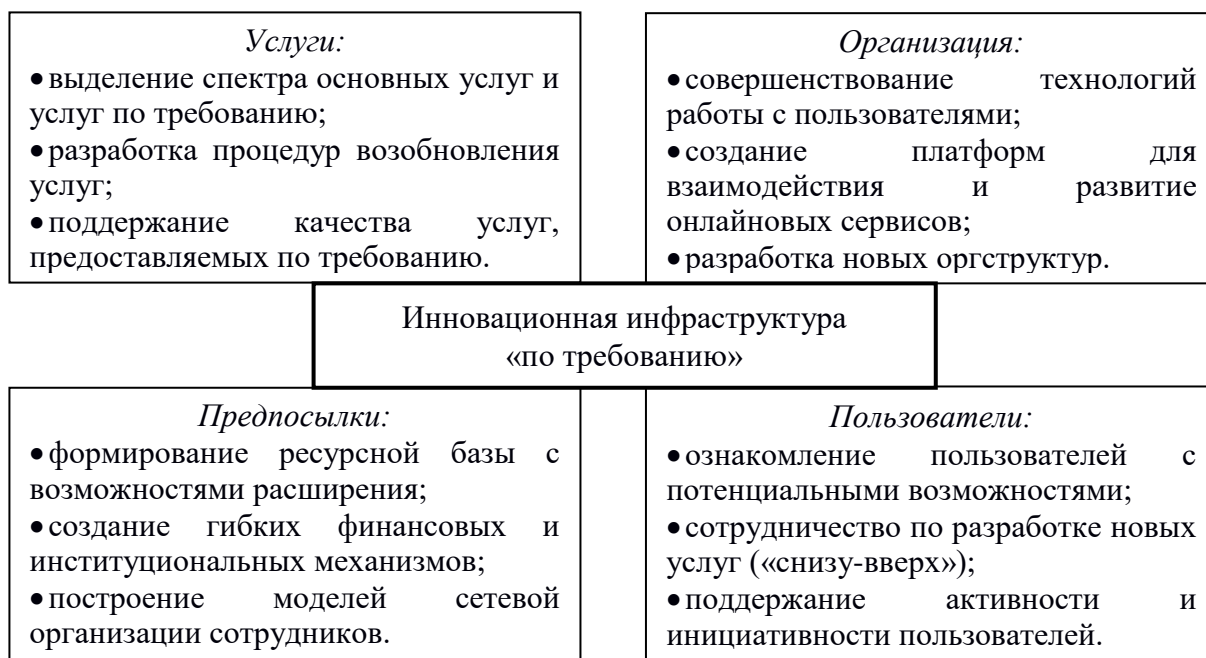 Услуги:
•выделение спектра основных услуг и
услуг по требованию;
•разработка процедур возобновления
услуг;
•поддержание качества услуг,
предоставляемых по требованию.
Организация:
•совершенствование технологий
работы с пользователями;
•создание платформ для
взаимодействия и развитие
онлайновых сервисов;
•разработка новых оргструктур.
Инновационная инфраструктура
«по требованию»
Предпосылки:
•формирование ресурсной базы с
возможностями расширения;
•создание гибких финансовых и
институциональных механизмов;
•построение моделей сетевой
организации сотрудников.
Пользователи:
•ознакомление пользователей с
потенциальными возможностями;
•сотрудничество по разработке новых
услуг («снизу-вверх»);
•поддержание активности и
инициативности пользователей.